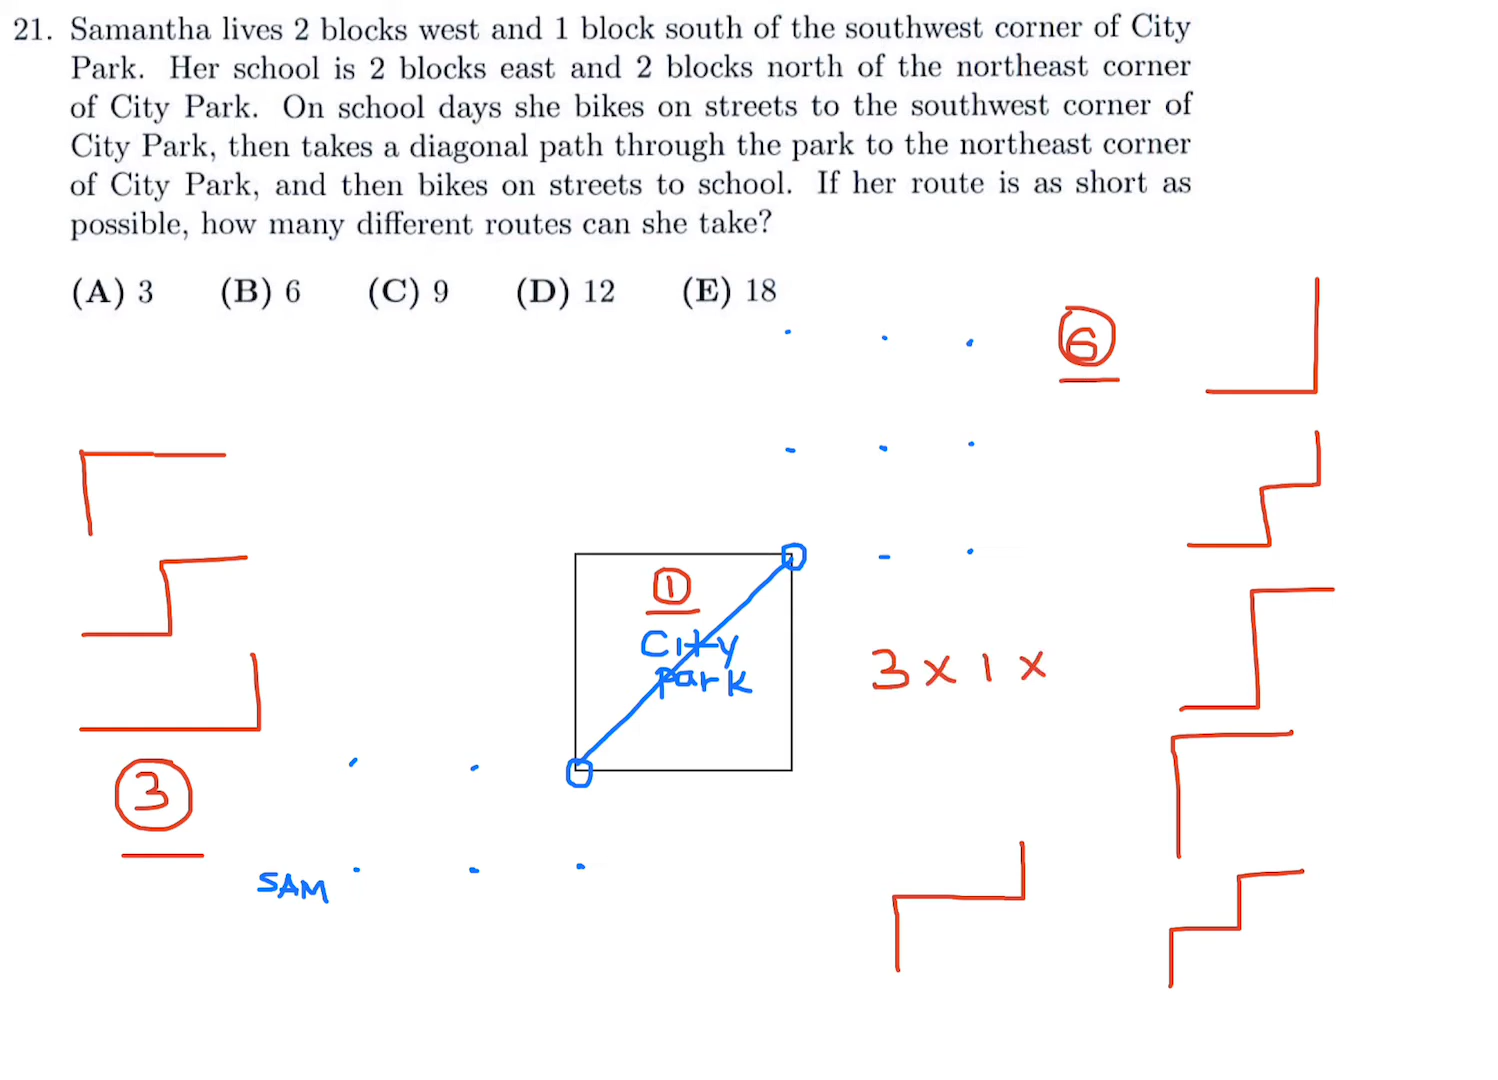 21. Samantha lives 2 blocks west and 1 block south of the southwest corner of City
Park. Her school is 2 blocks east and 2 blocks north of the northeast corner
of City Park. On school days she bikes on streets to the southwest corner of
City Park, then takes a diagonal path through the park to the northeast corner
of City Park, and then bikes on streets to school. If her route is as short as
possible, how many different routes can she take?
(A) 3 (B) 6 (C) 9 (D) 12 (E) 18
6
1
City
park
3 x 1 x
3
SAM